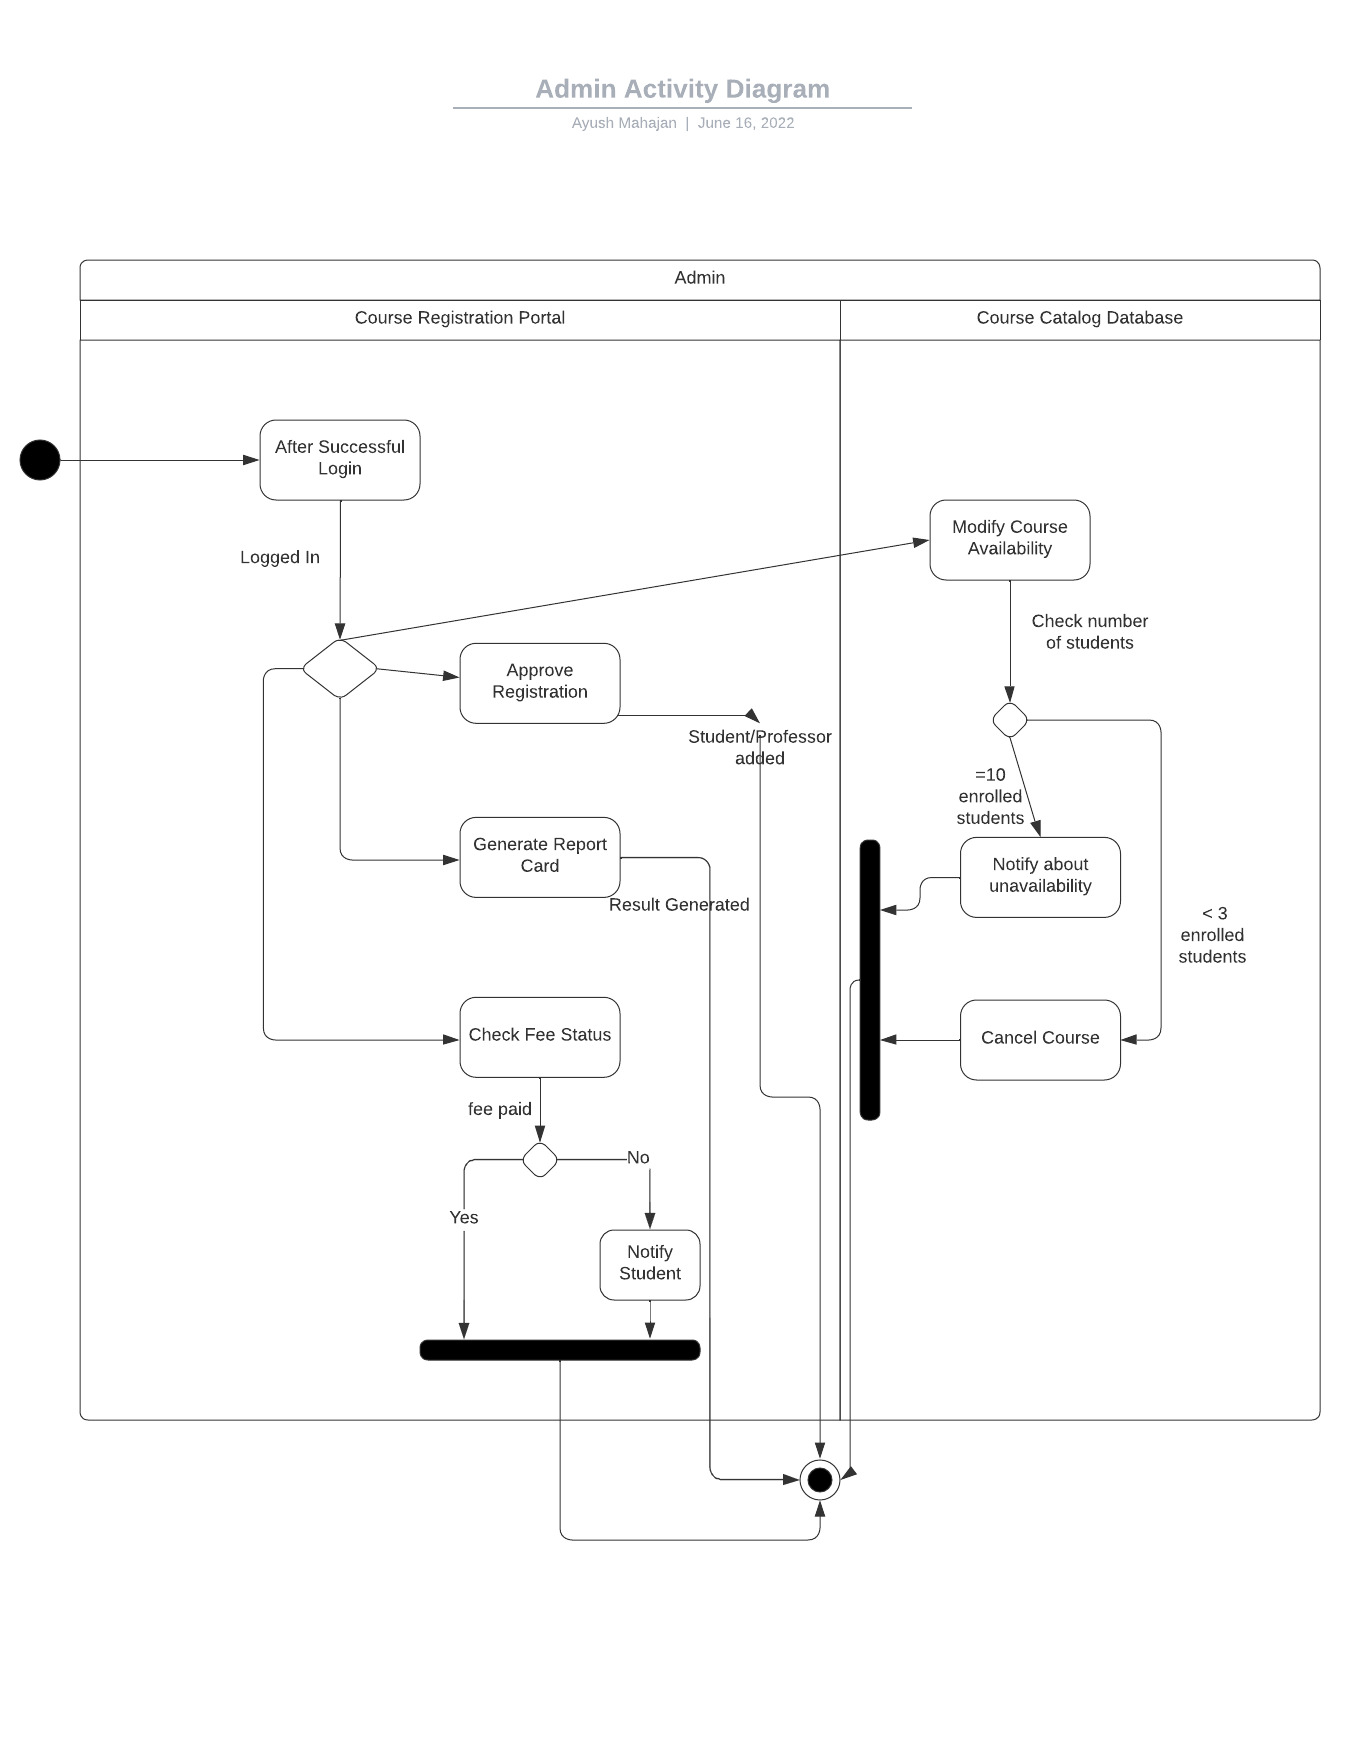 Admin Activity Diagram
Ayush Mahajan | June 16, 2022
Admin
Course Registration Portal
Course Catalog Database
After Successful
Login
Logged In
Modify Course
Availability
Check number
of students
Approve
Registration
Student/Professor
added
=10
enrolled
students
Generate Report
Card
Result Generated
Notify about
unavailability
< 3
enrolled
students
Check Fee Status
Cancel Course
fee paid
No
Yes
Notify
Student